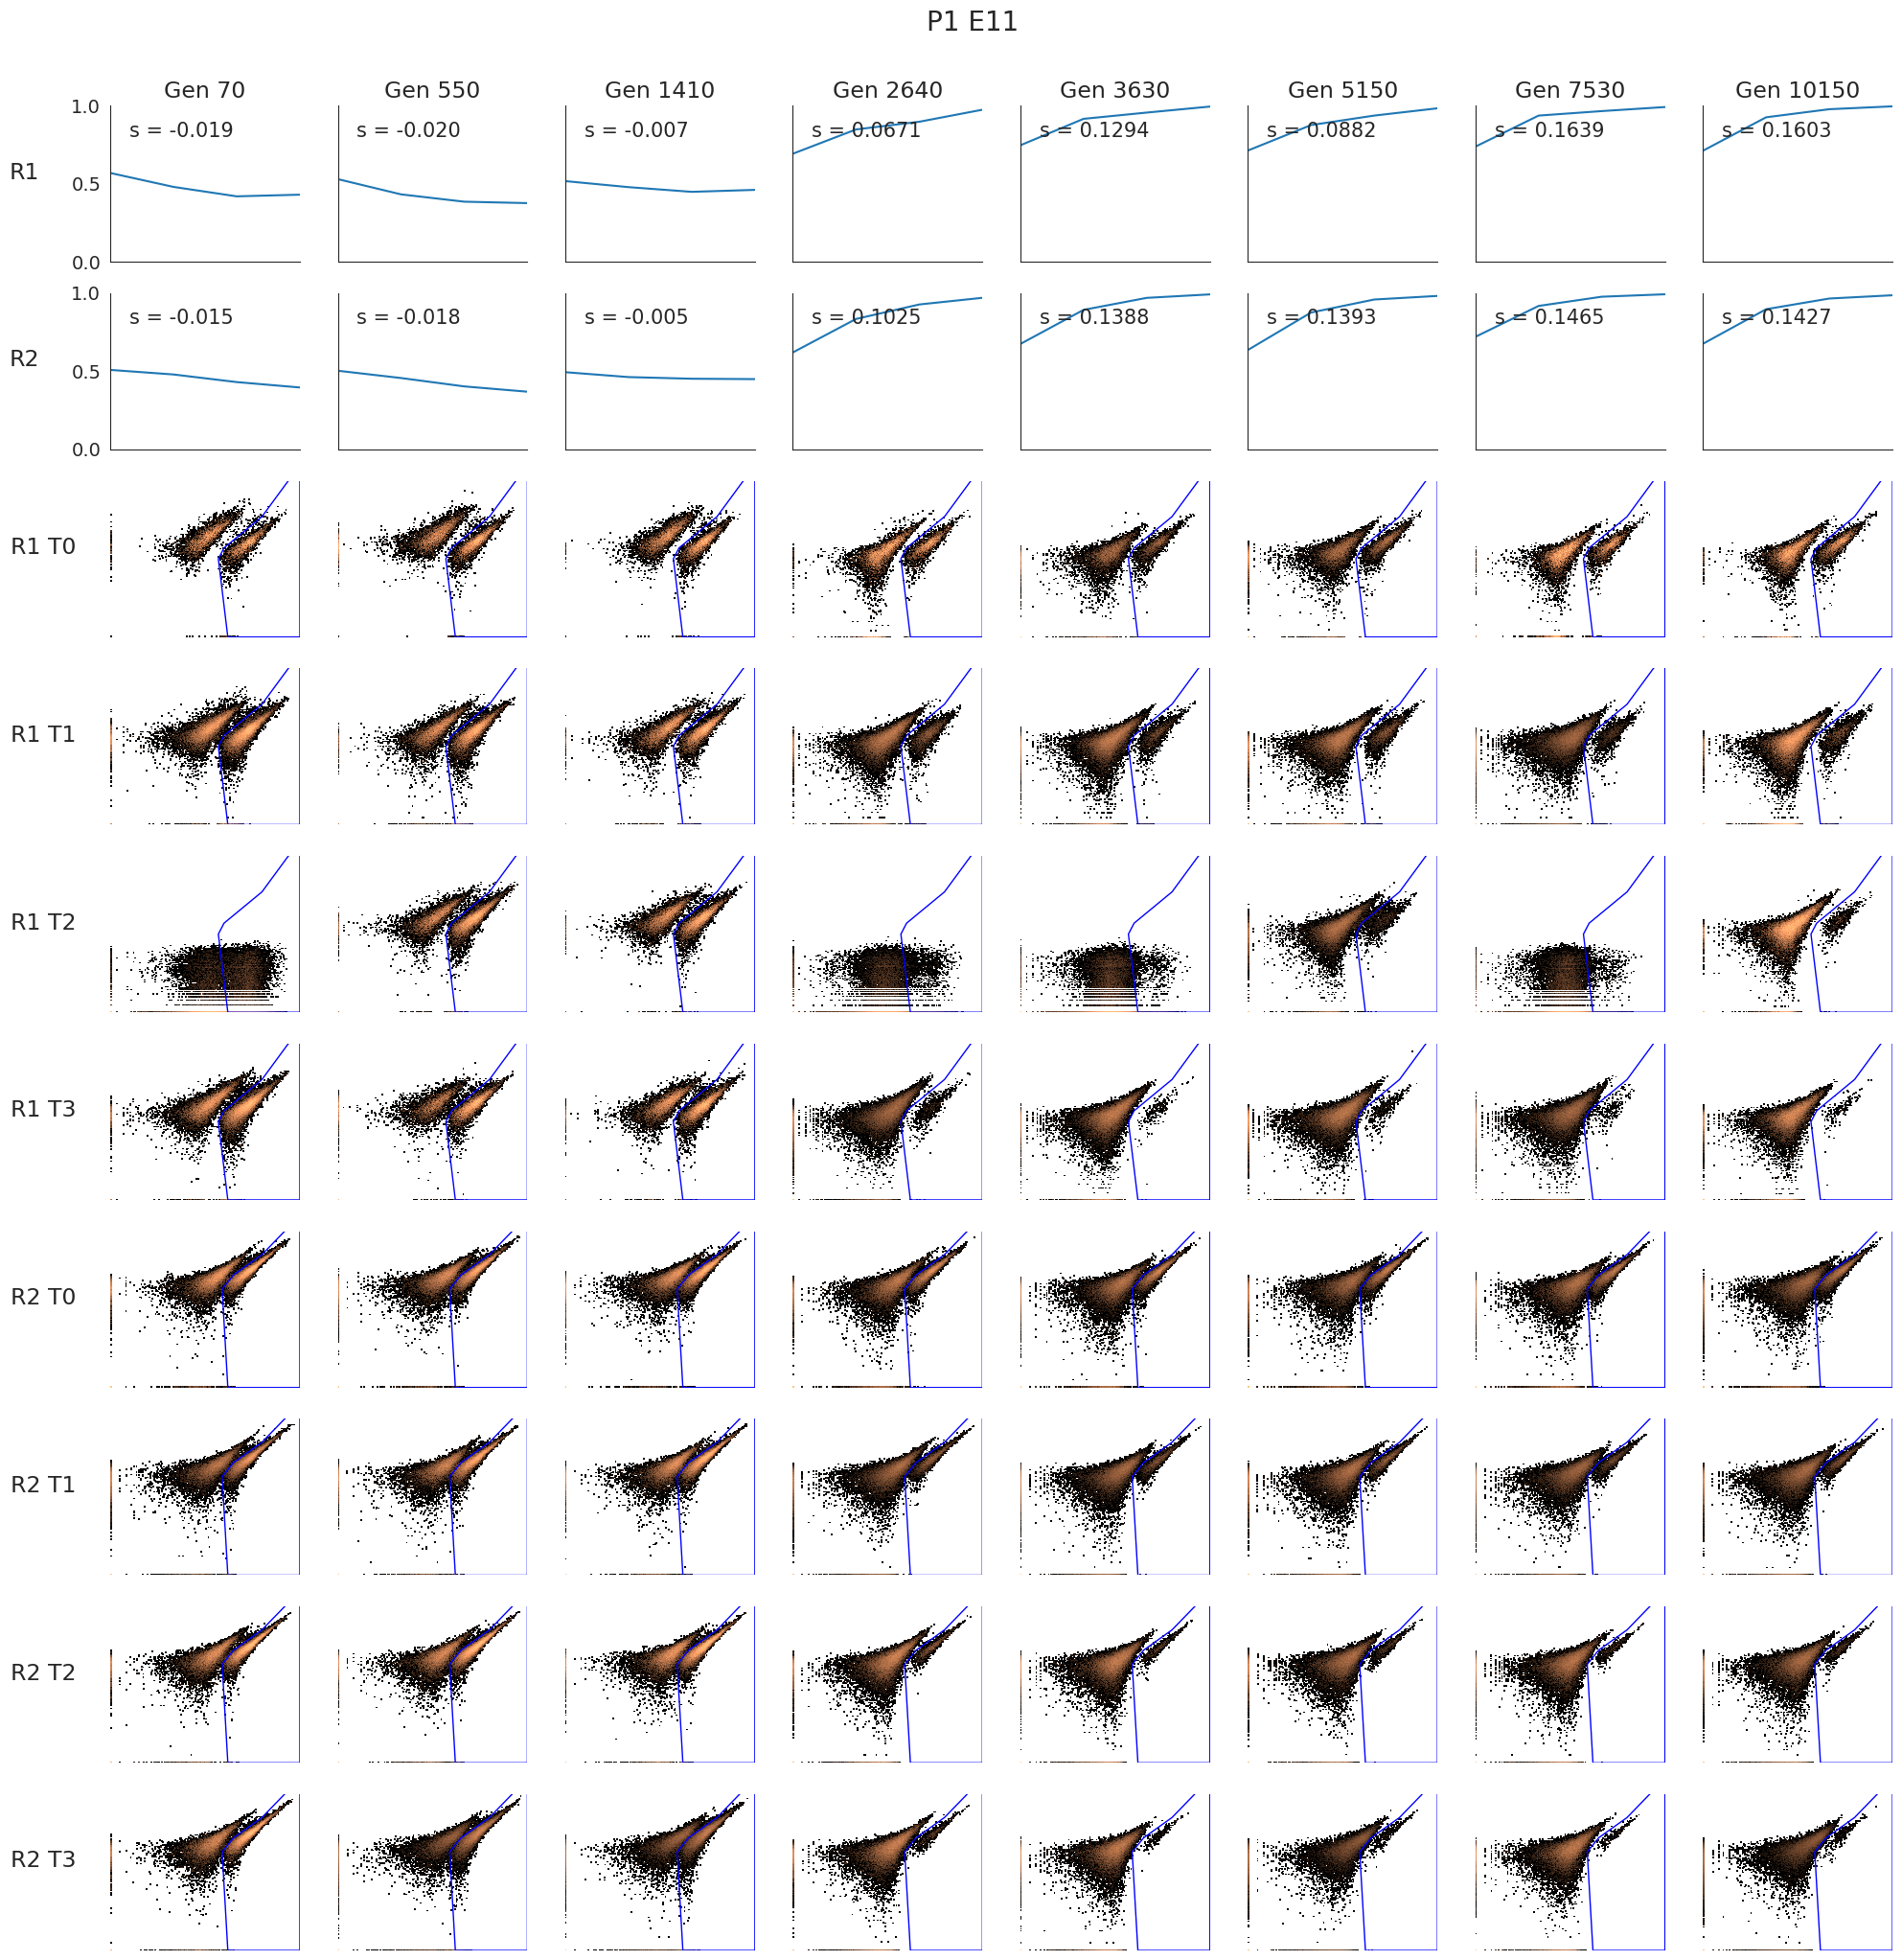 P1 E11
Gen 70 Gen 550 Gen 1410 Gen 2640 Gen 3630 Gen 5150 Gen 7530 Gen 10150
1.0
s = -0.019 s = -0.020 s = -0.007 s = 0.0671 s = 0.1294 s = 0.0882 s = 0.1639 s = 0.1603
R1
0.5
0.0
1.0
s = -0.015 s = -0.018 s = -0.005 s = 0.1025 s = 0.1388 s = 0.1393 s = 0.1465 s = 0.1427
R2
0.5
0.0
R1 T0
R1 T1
R1 T2
R1 T3
R2 T0
R2 T1
R2 T2
R2 T3